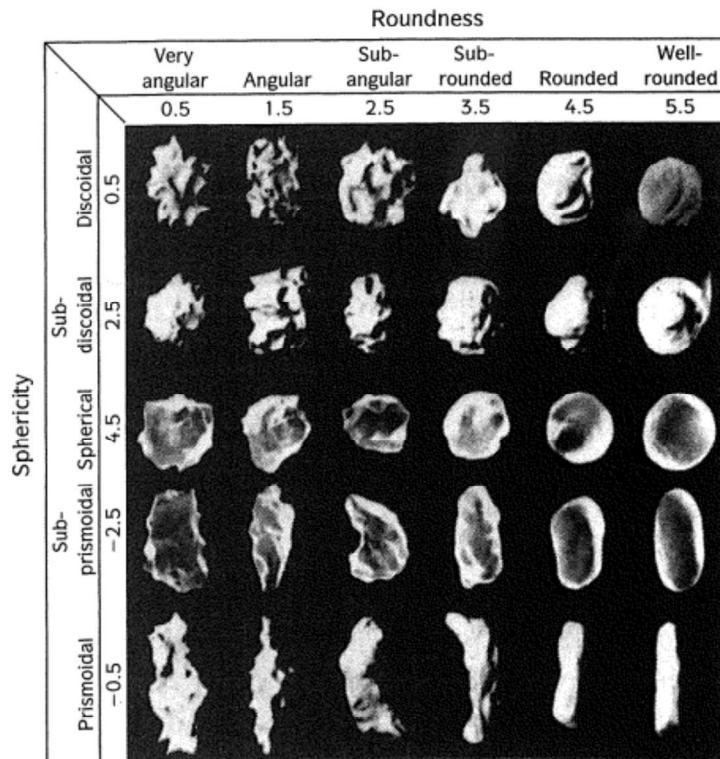 Roundness
Very angular
Angular
Sub-angular
Sub-rounded
Rounded
Well-rounded
0.5 1.5 2.5 3.5 4.5 5.5
Sphericity
Discoidal 0.5
Sub-discoidal 2.5
Spherical 4.5
Sub-prismoidal −2.5
Prismoidal −0.5